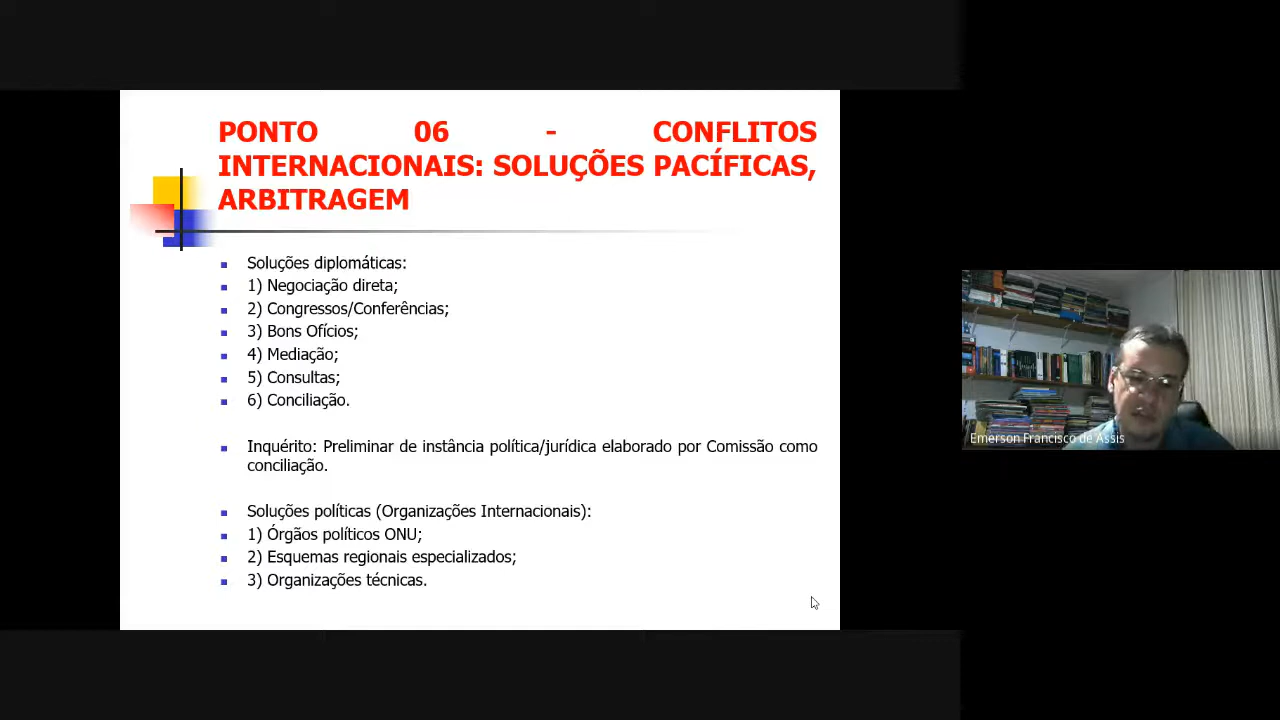 PONTO 06 - CONFLITOS
INTERNACIONAIS: SOLUÇÕES PACÍFICAS,
ARBITRAGEM
Soluções diplomáticas:
1) Negociação direta;
2) Congressos/Conferências;
3) Bons Ofícios;
4) Mediação;
5) Consultas;
6) Conciliação.
Inquérito: Preliminar de instância política/jurídica elaborado por Comissão como
conciliação.
Soluções políticas (Organizações Internacionais):
1) Órgãos políticos ONU;
2) Esquemas regionais especializados;
3) Organizações técnicas.
Emerson Francisco de Assis